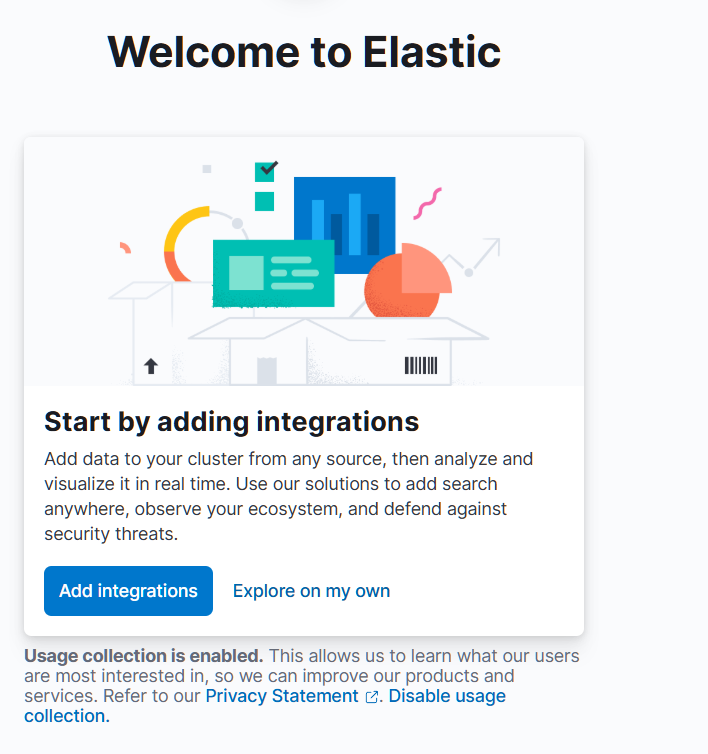 Welcome to Elastic
Start by adding integrations
Add data to your cluster from any source, then analyze and
visualize it in real time. Use our solutions to add search
anywhere, observe your ecosystem, and defend against
security threats.
Add integrations Explore on my own
Usage collection is enabled. This allows us to learn what our users
are most interested in, so we can improve our products and
services. Refer to our Privacy Statement. Disable usage
collection.